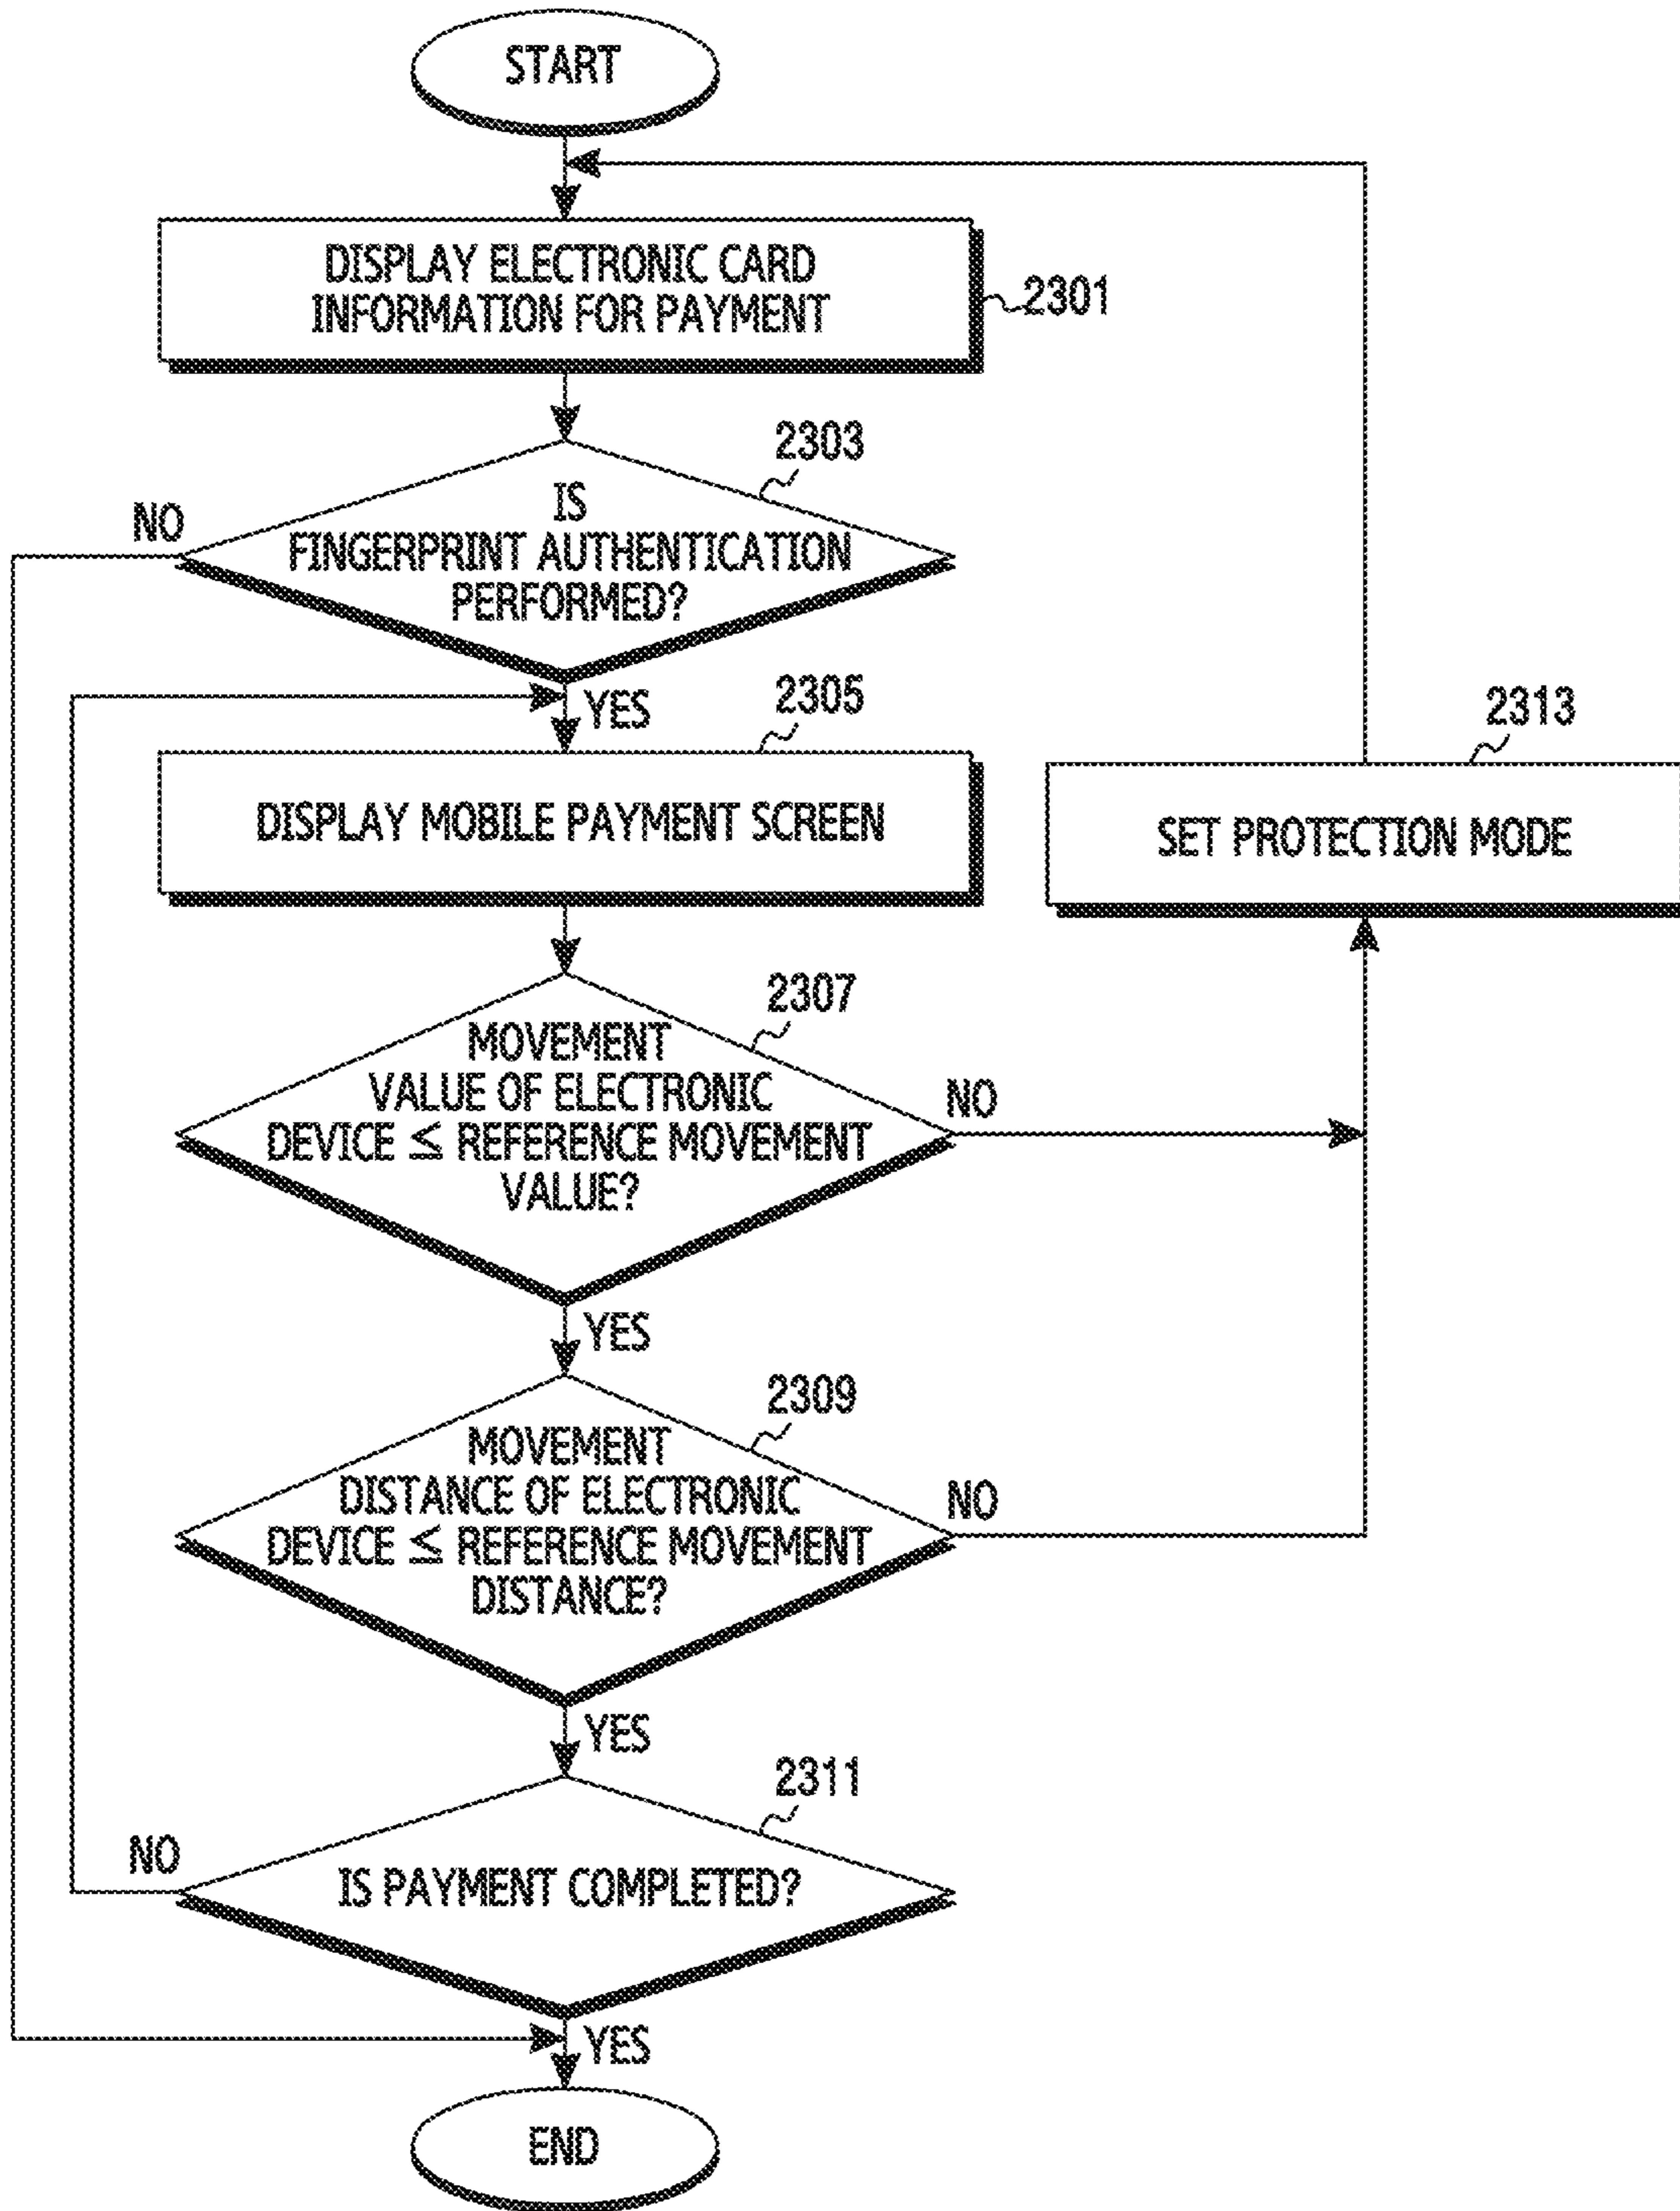 START
DISPLAY ELECTRONIC CARD
INFORMATION FOR PAYMENT
2301
2303
IS
FINGERPRINT AUTHENTICATION
PERFORMED?
NO
YES
2305
DISPLAY MOBILE PAYMENT SCREEN
2313
SET PROTECTION MODE
2307
MOVEMENT
VALUE OF ELECTRONIC
DEVICE ≦ REFERENCE MOVEMENT
VALUE?
NO
YES
2309
MOVEMENT
DISTANCE OF ELECTRONIC
DEVICE ≦ REFERENCE MOVEMENT
DISTANCE?
NO
YES
2311
IS PAYMENT COMPLETED?
NO
YES
END